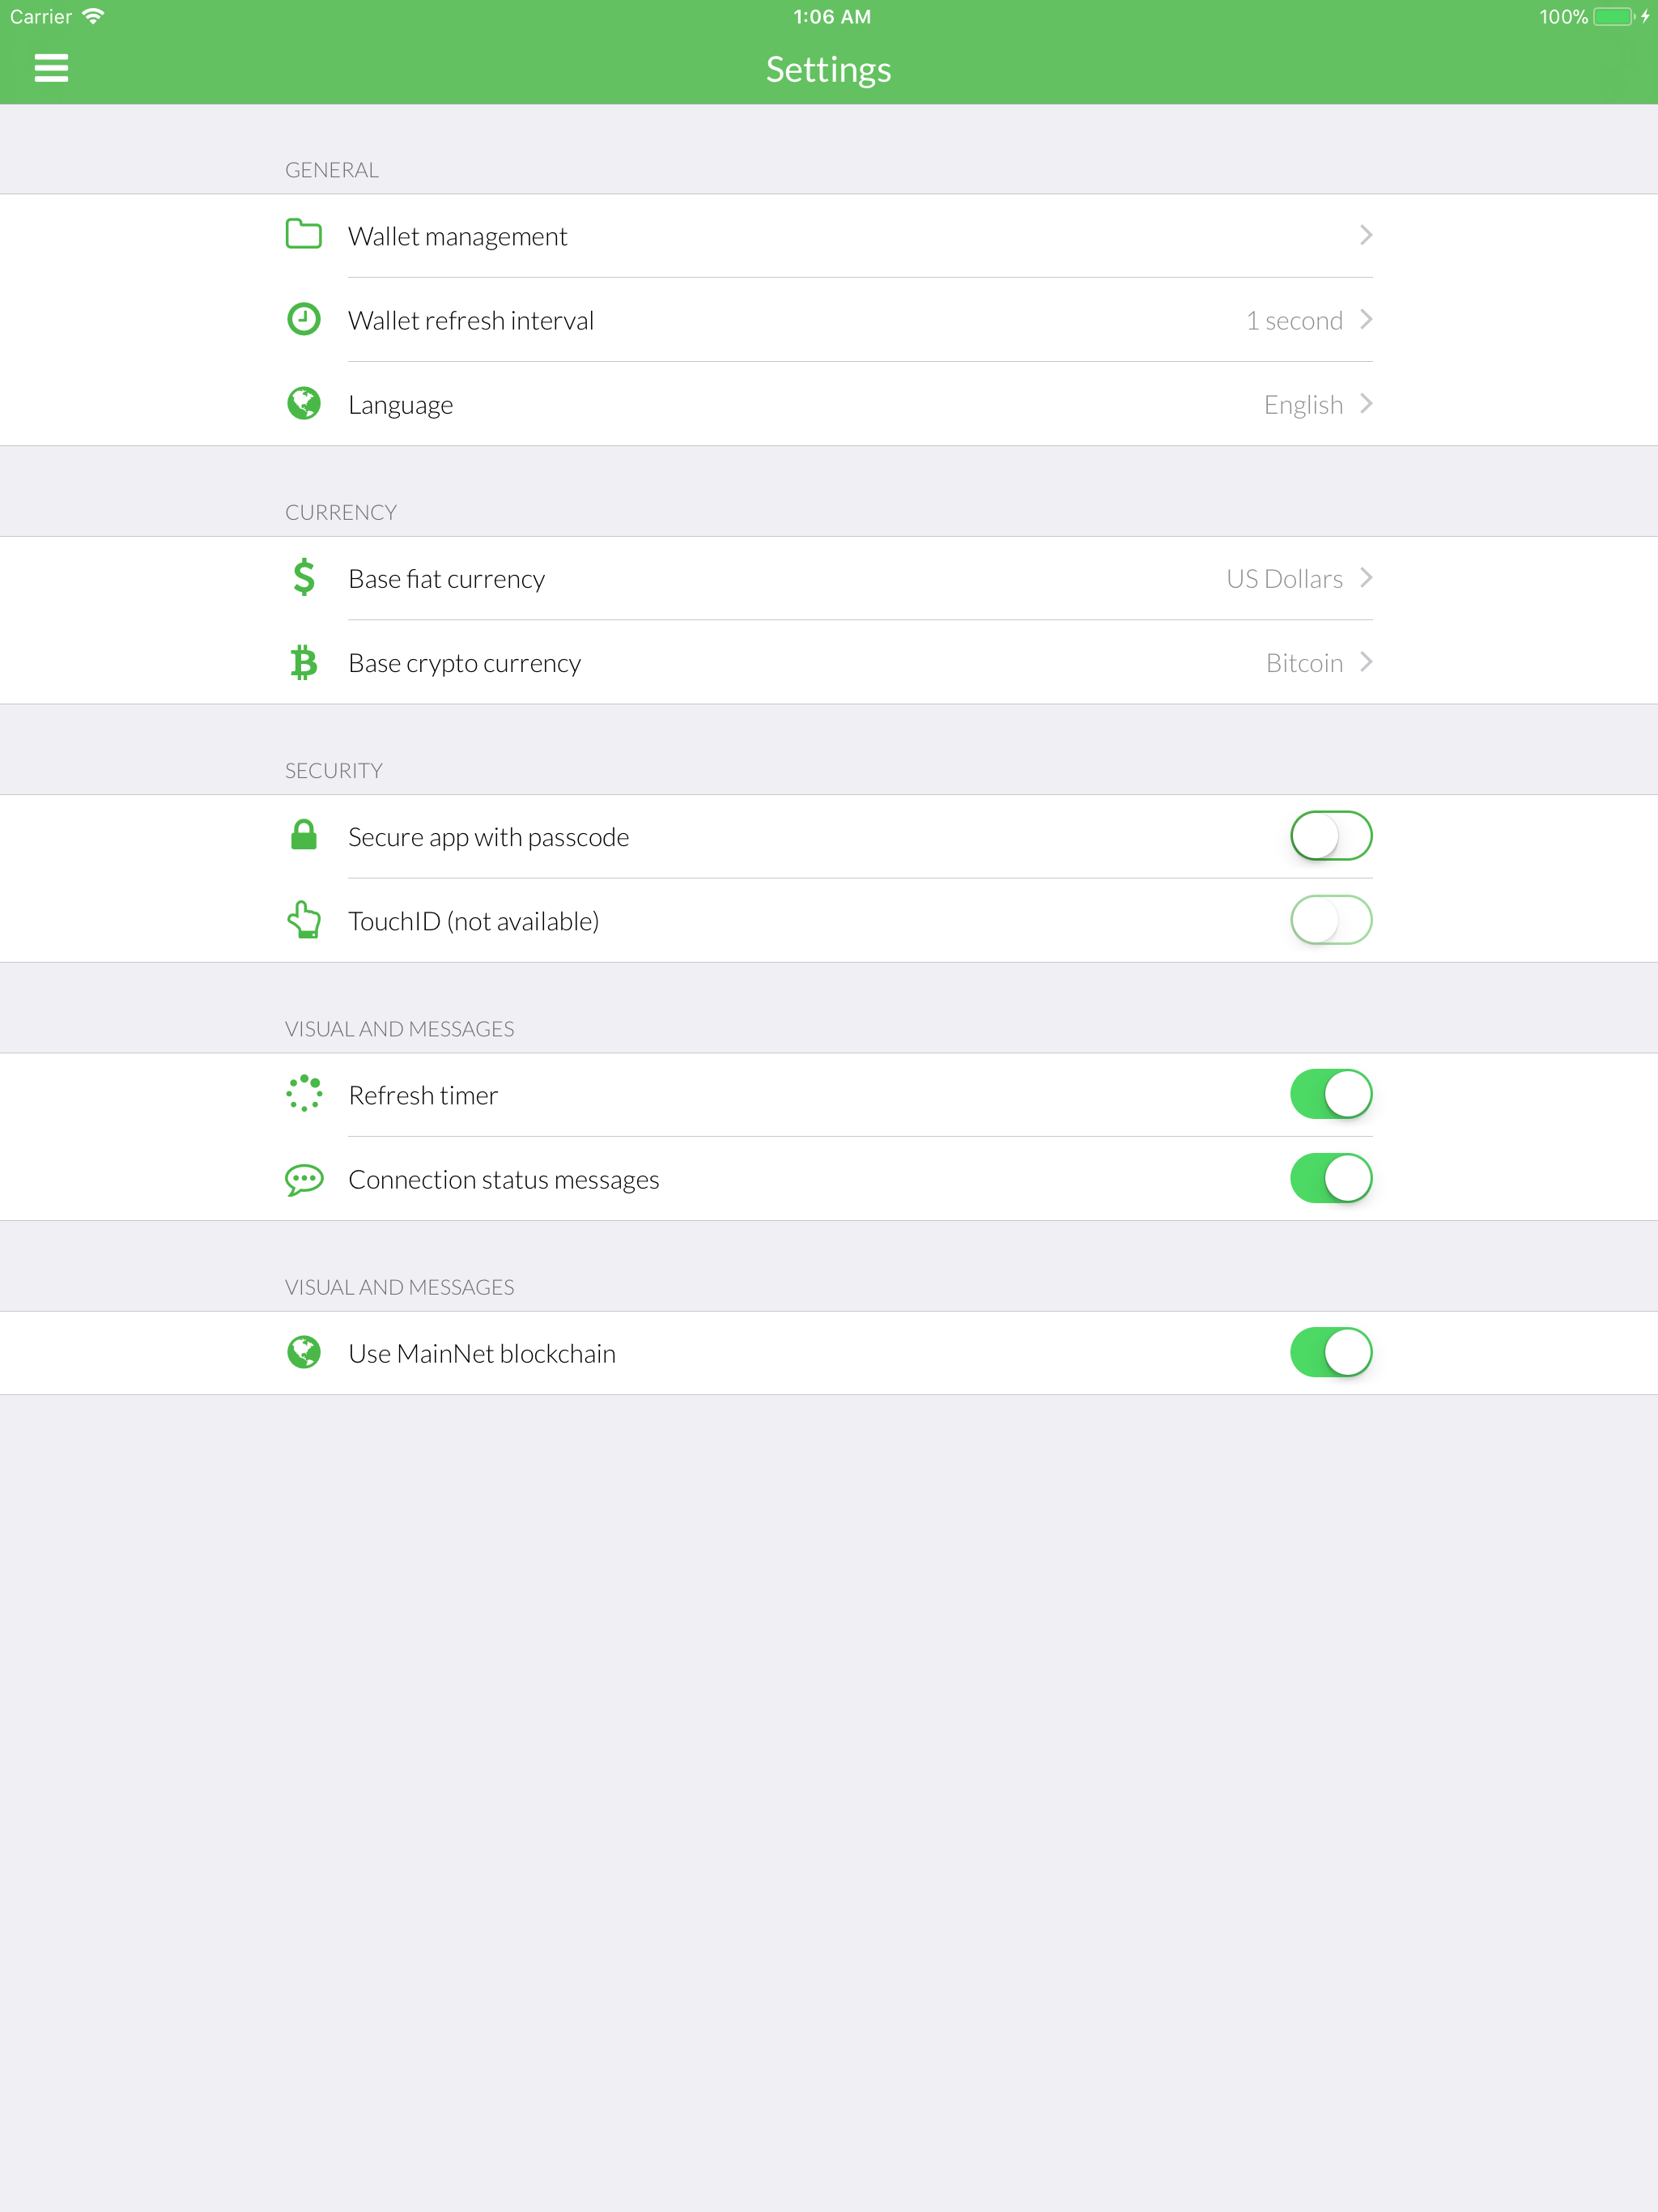 Carrier 1:06 AM 100%
Settings
GENERAL
Wallet management
Wallet refresh interval 1 second
Language English
CURRENCY
Base fiat currency US Dollars
Base crypto currency Bitcoin
SECURITY
Secure app with passcode
TouchID (not available)
VISUAL AND MESSAGES
Refresh timer
Connection status messages
VISUAL AND MESSAGES
Use MainNet blockchain